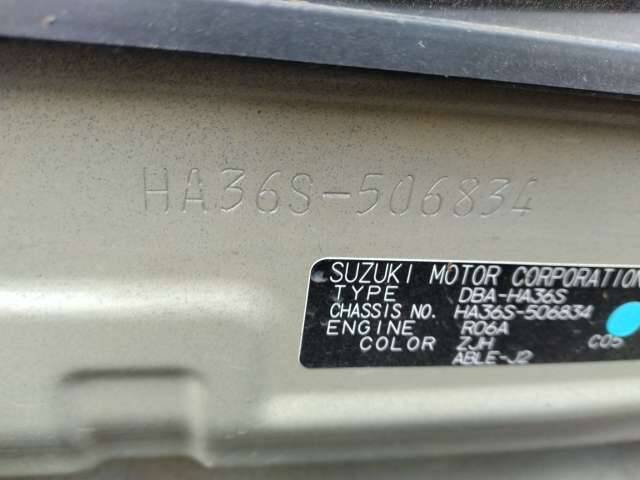 HA36S-506834
SUZUKI MOTOR CORPORATION
TYPE DBA-HA36S
CHASSIS NO. HA36S-506834
ENGINE R06A
COLOR ZJH C05
ABLE-J2